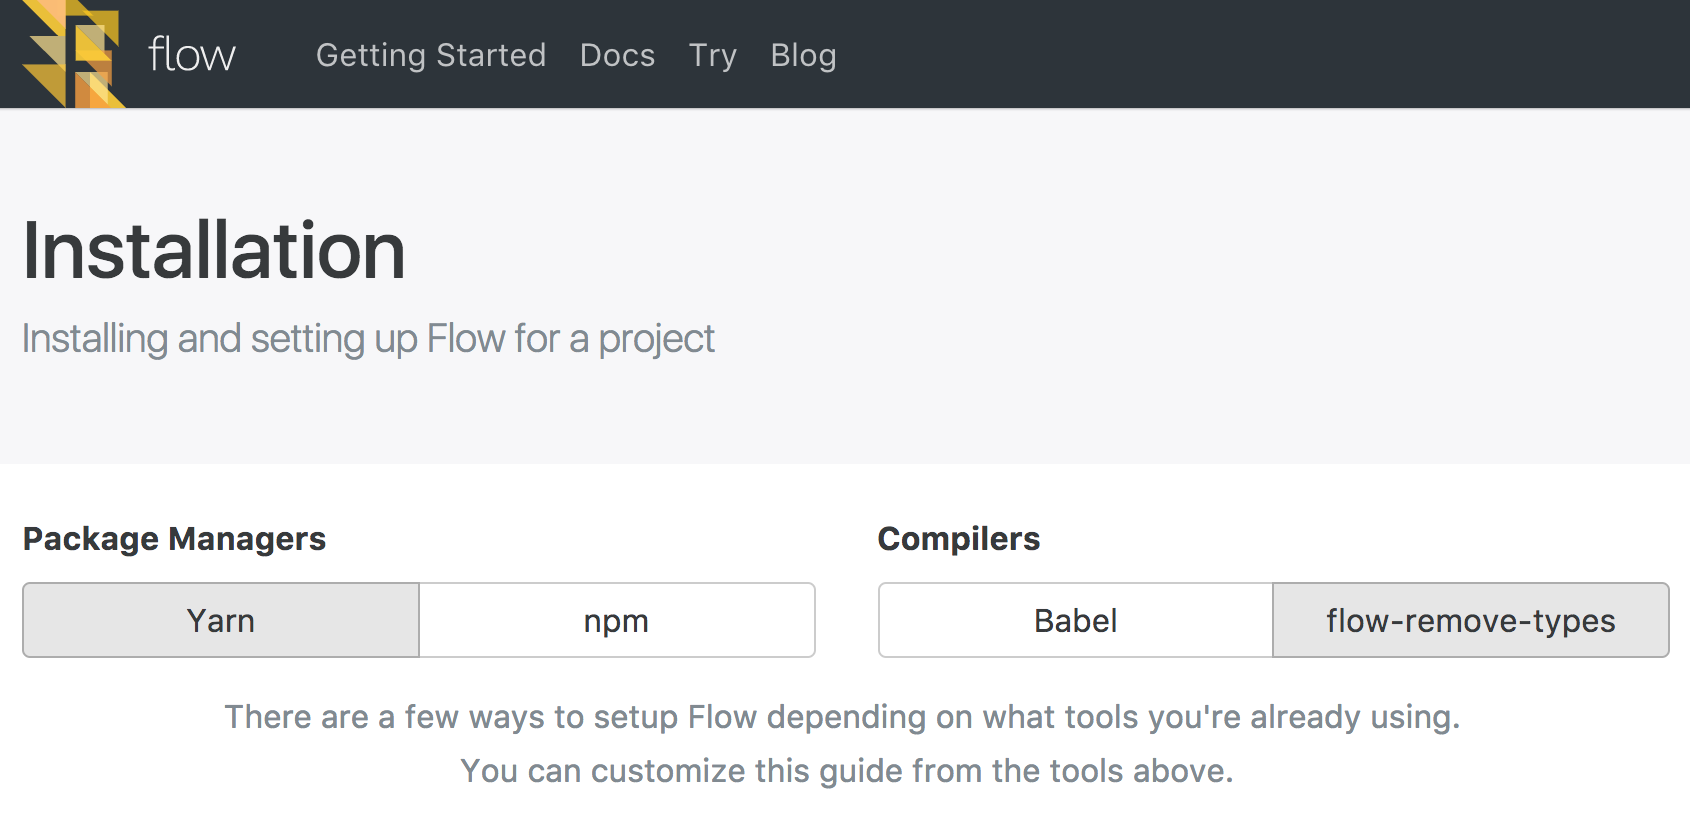 flow Getting Started Docs Try Blog
Installation
Installing and setting up Flow for a project
Package Managers Compilers
Yarn npm Babel flow-remove-types
There are a few ways to setup Flow depending on what tools you're already using.
You can customize this guide from the tools above.